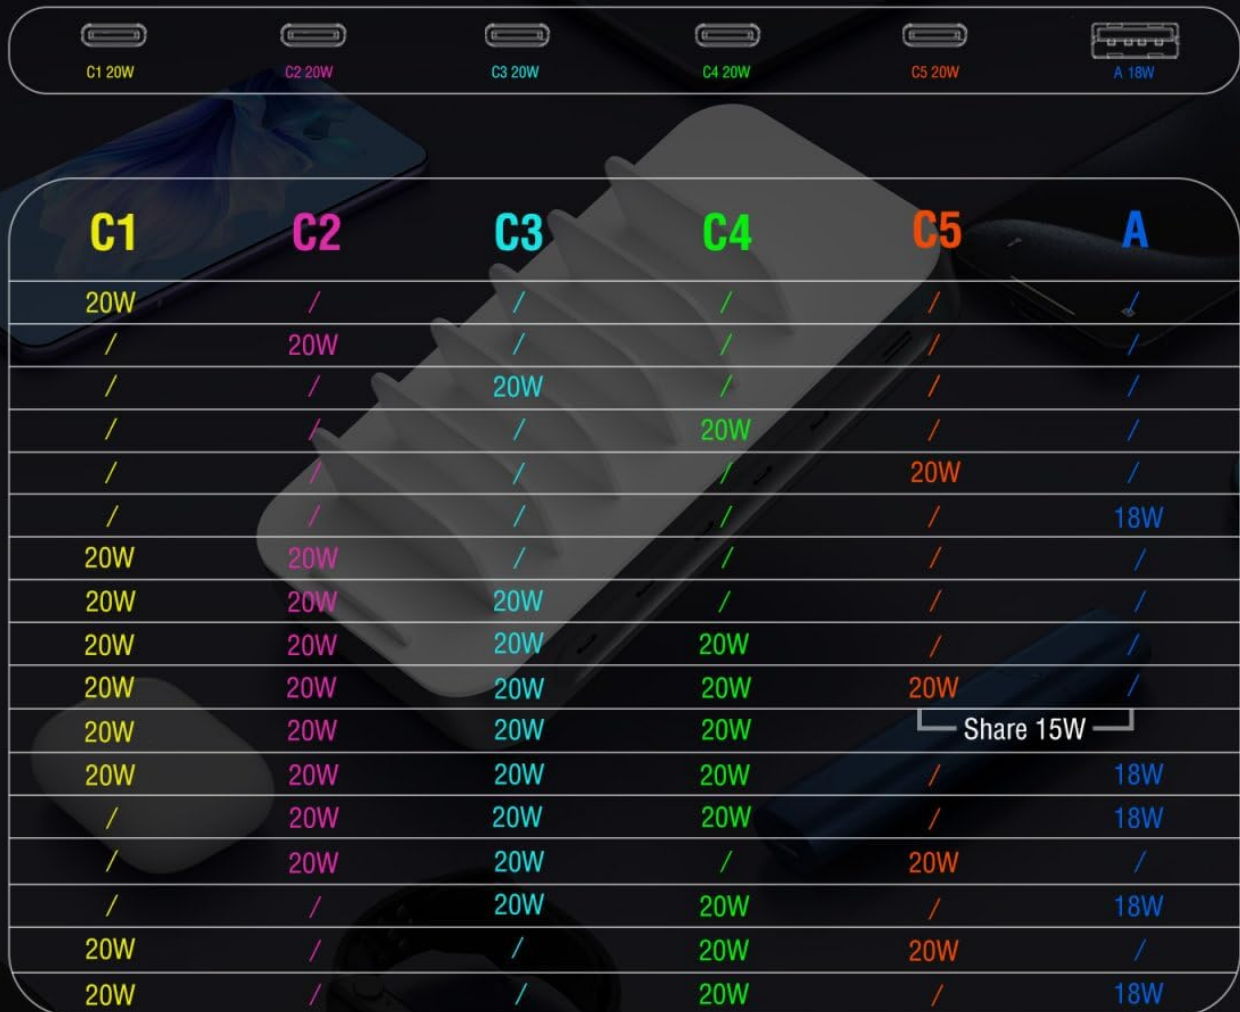 C1 20W C2 20W C3 20W C4 20W C5 20W A 18W
C1 C2 C3 C4 C5 A
20W / / / / /
/ 20W / / / /
/ / 20W / / /
/ / / 20W / /
/ / / / 20W /
/ / / / / 18W
20W 20W / / / /
20W 20W 20W / / /
20W 20W 20W 20W / /
20W 20W 20W 20W 20W /
20W 20W 20W 20W Share 15W
20W 20W 20W 20W / 18W
/ 20W 20W 20W / 18W
/ 20W 20W / 20W /
/ / 20W 20W / 18W
20W / / 20W 20W /
20W / / 20W / 18W